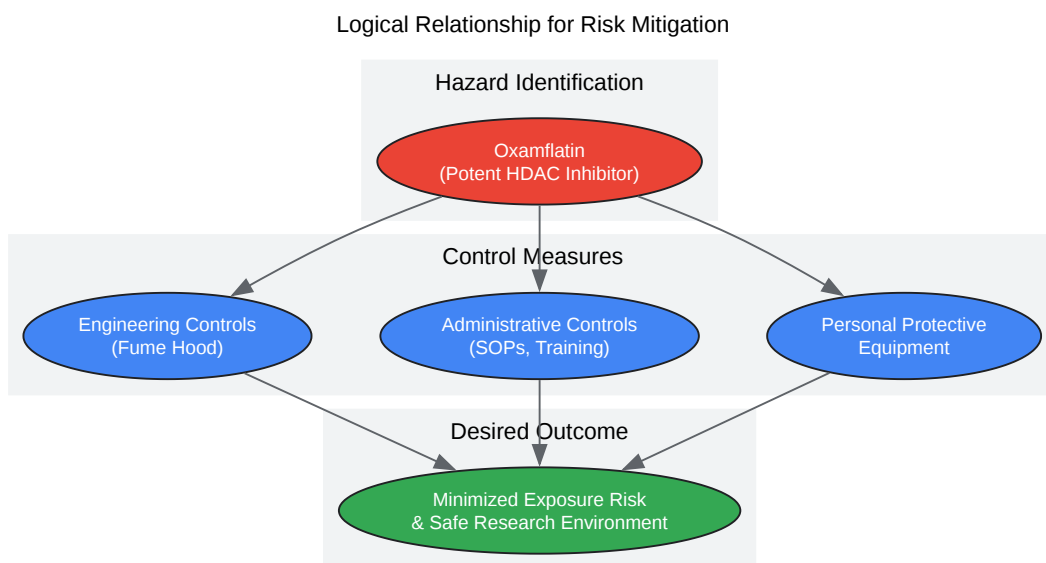 Logical Relationship for Risk Mitigation
Hazard Identification
Oxamflatin
(Potent HDAC Inhibitor)
Control Measures
Engineering Controls
(Fume Hood)
Administrative Controls
(SOPs, Training)
Personal Protective
Equipment
Desired Outcome
Minimized Exposure Risk
& Safe Research Environment